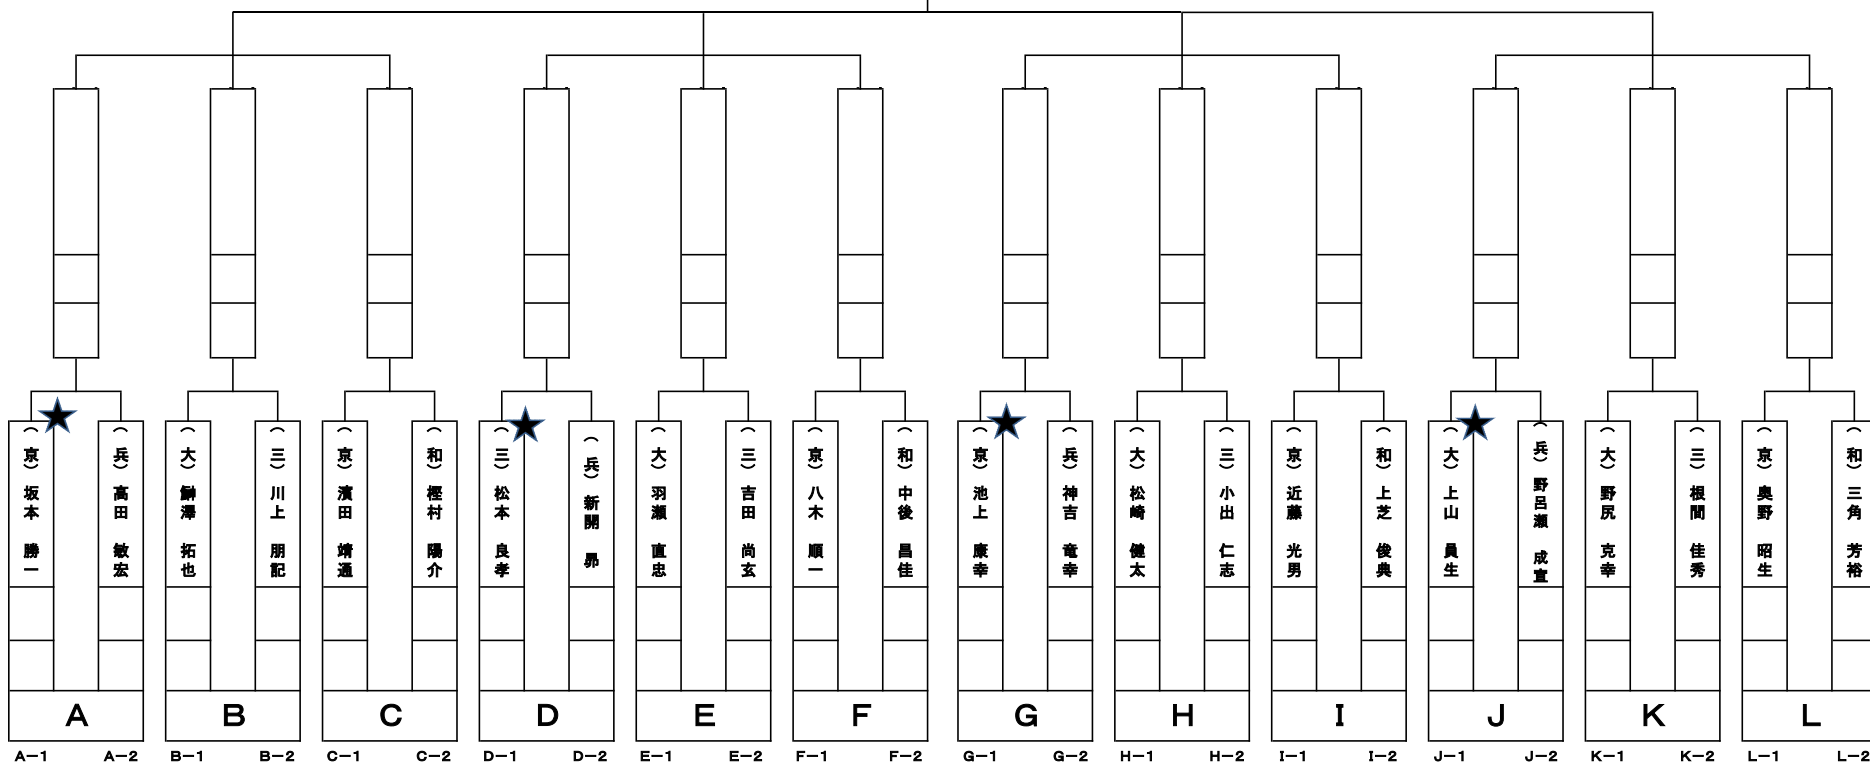 （京）坂本 勝一
（兵）高田 敏宏
（大）鯏澤 拓也
（三）川上 朋記
（京）濱田 靖通
（和）樫村 陽介
（三）松本 良孝
（兵）新開 昴
（大）羽瀬 直忠
（三）吉田 尚玄
（京）八木 順一
（和）中後 昌佳
（京）池上 康幸
（兵）神吉 竜幸
（大）松崎 健太
（三）小出 仁志
（京）近藤 光男
（和）上芝 俊典
（大）上山 員生
（兵）野呂瀬 成宣
（大）野尻 克幸
（三）根間 佳秀
（京）奥野 昭生
（和）三角 芳裕
A B C D E F G H I J K L
A-1 A-2 B-1 B-2 C-1 C-2 D-1 D-2 E-1 E-2 F-1 F-2 G-1 G-2 H-1 H-2 I-1 I-2 J-1 J-2 K-1 K-2 L-1 L-2